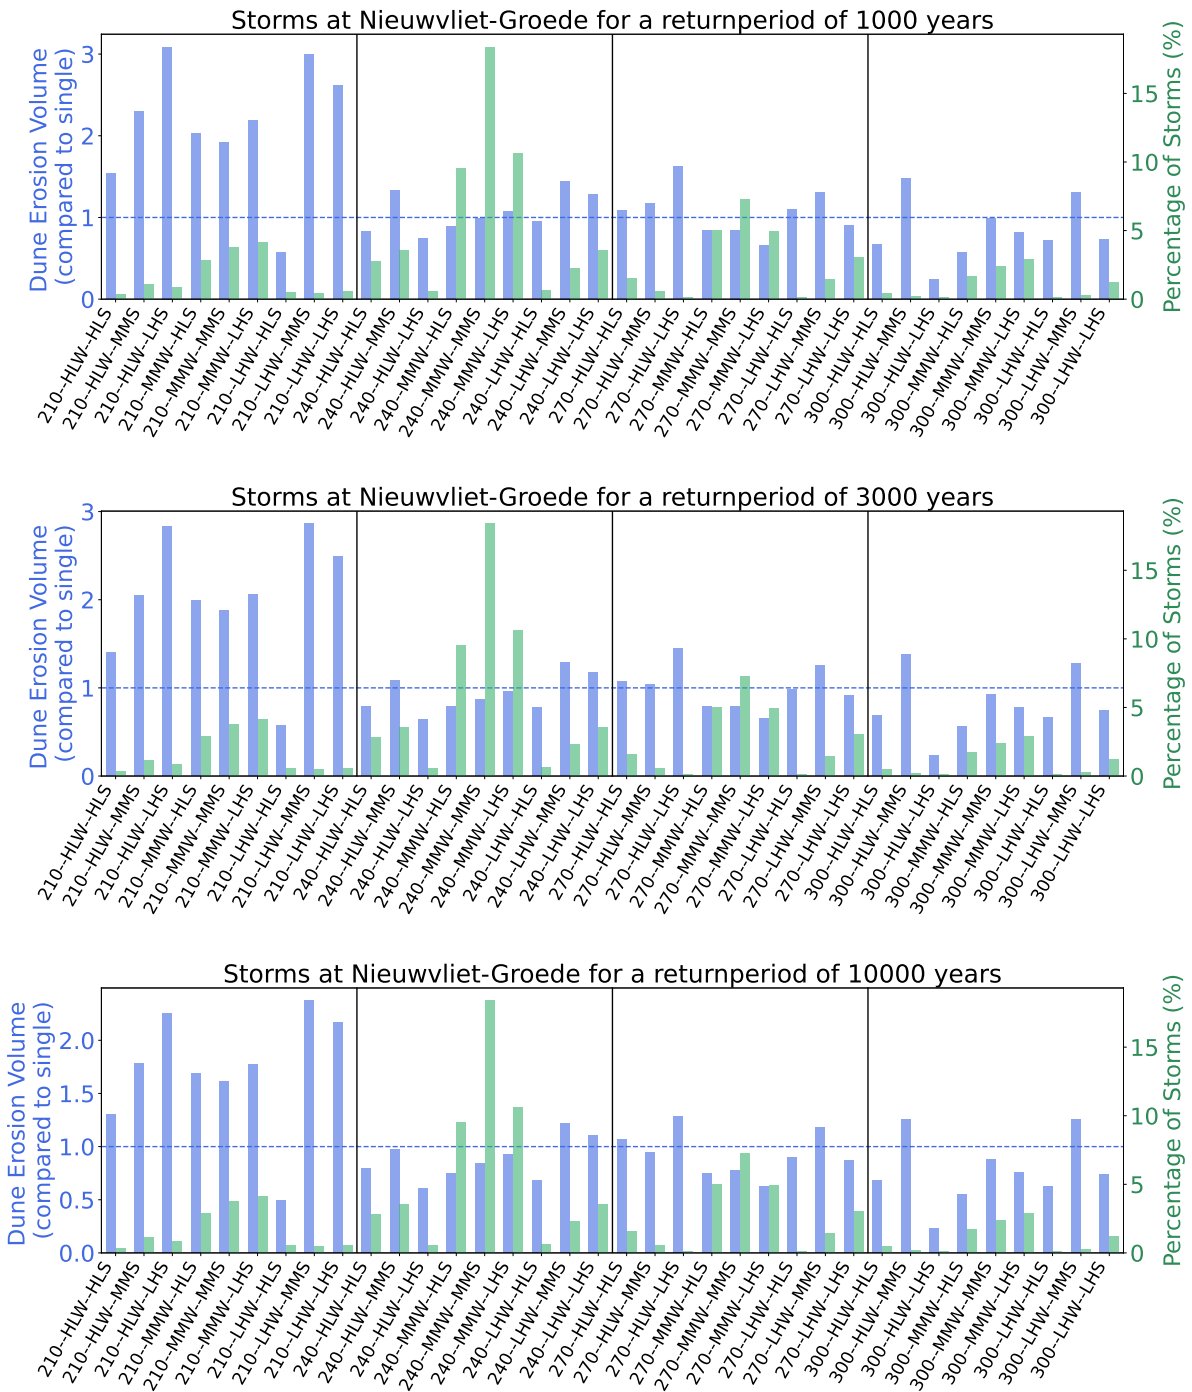 Storms at Nieuwvliet-Groede for a returnperiod of 1000 years
Dune Erosion Volume
(compared to single)
3
2
1
0
15
10
5
0
Percentage of Storms (%)
210--HLW--HLS
210--HLW--MMS
210--HLW--LHS
210--MMW--HLS
210--MMW--MMS
210--MMW--LHS
210--LHW--HLS
210--LHW--MMS
210--LHW--LHS
240--HLW--HLS
240--HLW--MMS
240--HLW--LHS
240--MMW--HLS
240--MMW--MMS
240--MMW--LHS
240--LHW--HLS
240--LHW--MMS
240--LHW--LHS
270--HLW--HLS
270--HLW--MMS
270--HLW--LHS
270--MMW--HLS
270--MMW--MMS
270--MMW--LHS
270--LHW--HLS
270--LHW--MMS
270--LHW--LHS
300--HLW--HLS
300--HLW--MMS
300--HLW--LHS
300--MMW--HLS
300--MMW--MMS
300--MMW--LHS
300--LHW--HLS
300--LHW--MMS
300--LHW--LHS
Storms at Nieuwvliet-Groede for a returnperiod of 3000 years
Dune Erosion Volume
(compared to single)
3
2
1
0
15
10
5
0
Percentage of Storms (%)
210--HLW--HLS
210--HLW--MMS
210--HLW--LHS
210--MMW--HLS
210--MMW--MMS
210--MMW--LHS
210--LHW--HLS
210--LHW--MMS
210--LHW--LHS
240--HLW--HLS
240--HLW--MMS
240--HLW--LHS
240--MMW--HLS
240--MMW--MMS
240--MMW--LHS
240--LHW--HLS
240--LHW--MMS
240--LHW--LHS
270--HLW--HLS
270--HLW--MMS
270--HLW--LHS
270--MMW--HLS
270--MMW--MMS
270--MMW--LHS
270--LHW--HLS
270--LHW--MMS
270--LHW--LHS
300--HLW--HLS
300--HLW--MMS
300--HLW--LHS
300--MMW--HLS
300--MMW--MMS
300--MMW--LHS
300--LHW--HLS
300--LHW--MMS
300--LHW--LHS
Storms at Nieuwvliet-Groede for a returnperiod of 10000 years
Dune Erosion Volume
(compared to single)
2.0
1.5
1.0
0.5
0.0
15
10
5
0
Percentage of Storms (%)
210--HLW--HLS
210--HLW--MMS
210--HLW--LHS
210--MMW--HLS
210--MMW--MMS
210--MMW--LHS
210--LHW--HLS
210--LHW--MMS
210--LHW--LHS
240--HLW--HLS
240--HLW--MMS
240--HLW--LHS
240--MMW--HLS
240--MMW--MMS
240--MMW--LHS
240--LHW--HLS
240--LHW--MMS
240--LHW--LHS
270--HLW--HLS
270--HLW--MMS
270--HLW--LHS
270--MMW--HLS
270--MMW--MMS
270--MMW--LHS
270--LHW--HLS
270--LHW--MMS
270--LHW--LHS
300--HLW--HLS
300--HLW--MMS
300--HLW--LHS
300--MMW--HLS
300--MMW--MMS
300--MMW--LHS
300--LHW--HLS
300--LHW--MMS
300--LHW--LHS